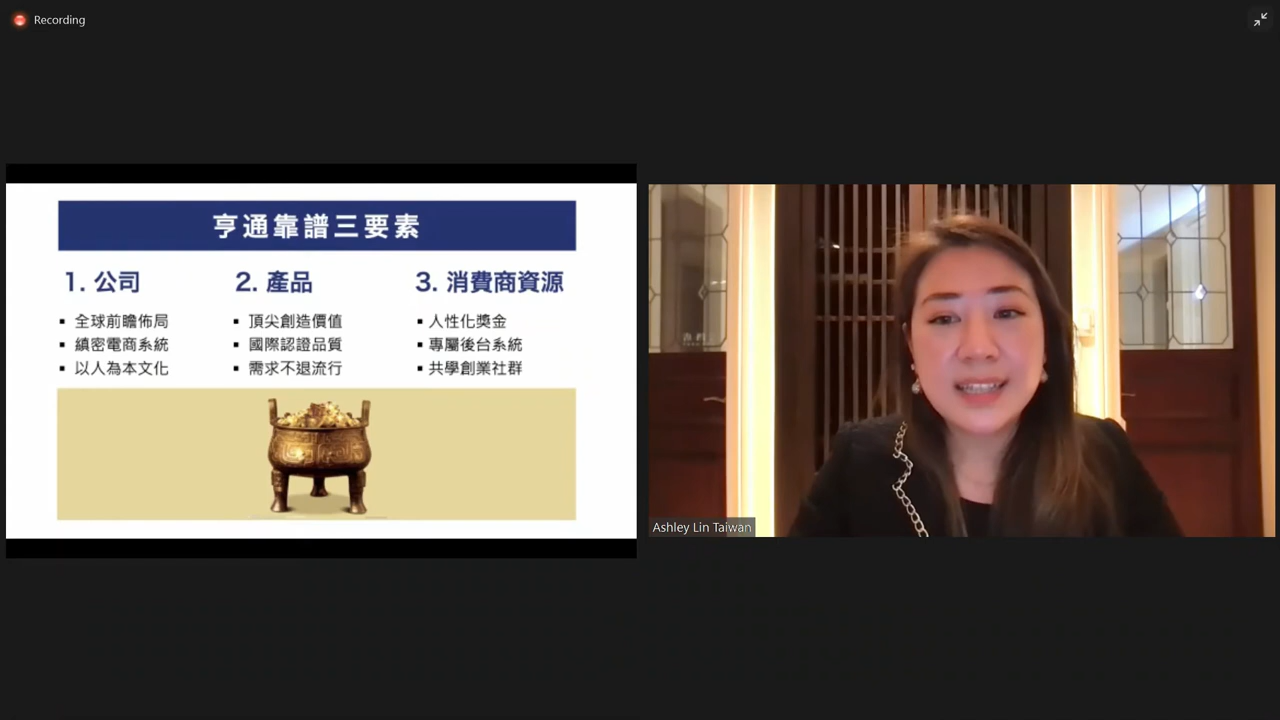 Recording
亨通靠譜三要素
1. 公司
全球前瞻佈局
縝密電商系統
以人為本文化
2. 產品
頂尖創造價值
國際認證品質
需求不退流行
3. 消費商資源
人性化獎金
專屬後台系統
共學創業社群
Ashley Lin Taiwan